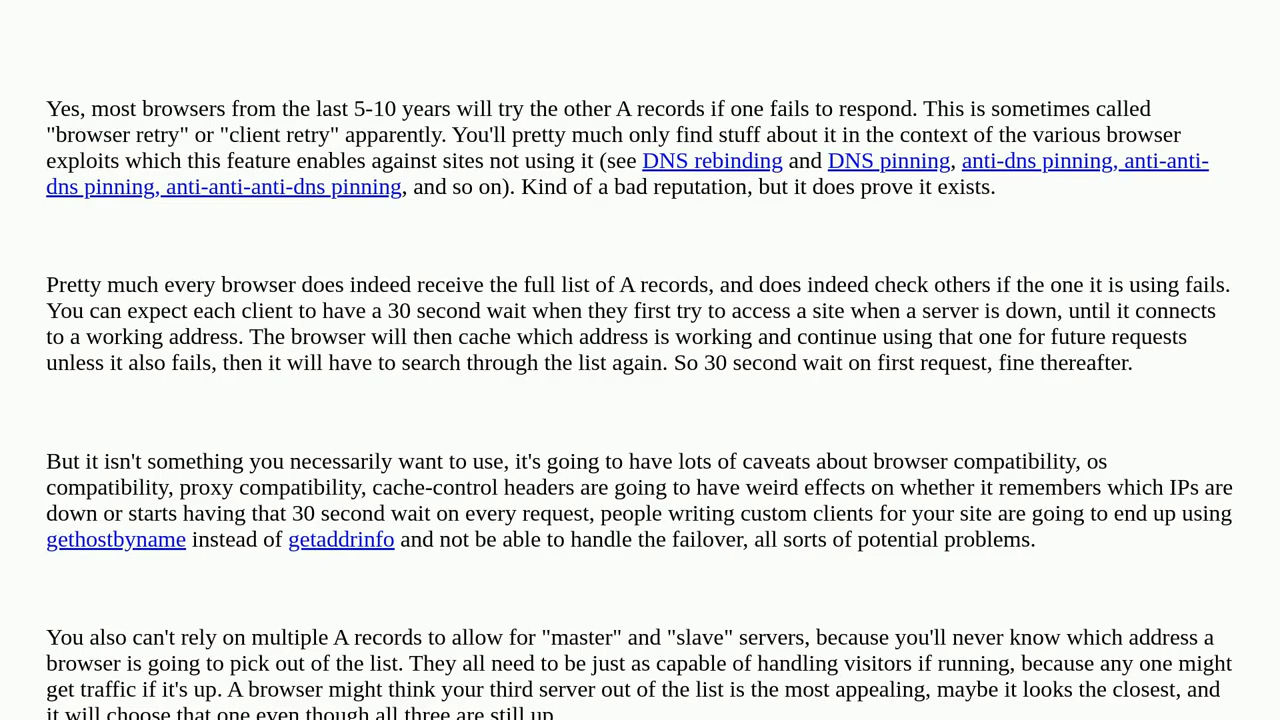 Yes, most browsers from the last 5-10 years will try the other A records if one fails to respond. This is sometimes called
"browser retry" or "client retry" apparently. You'll pretty much only find stuff about it in the context of the various browser
exploits which this feature enables against sites not using it (see DNS rebinding and DNS pinning, anti-dns pinning, anti-anti-
dns pinning, anti-anti-anti-dns pinning, and so on). Kind of a bad reputation, but it does prove it exists.
Pretty much every browser does indeed receive the full list of A records, and does indeed check others if the one it is using fails.
You can expect each client to have a 30 second wait when they first try to access a site when a server is down, until it connects
to a working address. The browser will then cache which address is working and continue using that one for future requests
unless it also fails, then it will have to search through the list again. So 30 second wait on first request, fine thereafter.
But it isn't something you necessarily want to use, it's going to have lots of caveats about browser compatibility, os
compatibility, proxy compatibility, cache-control headers are going to have weird effects on whether it remembers which IPs are
down or starts having that 30 second wait on every request, people writing custom clients for your site are going to end up using
gethostbyname instead of getaddrinfo and not be able to handle the failover, all sorts of potential problems.
You also can't rely on multiple A records to allow for "master" and "slave" servers, because you'll never know which address a
browser is going to pick out of the list. They all need to be just as capable of handling visitors if running, because any one might
get traffic if it's up. A browser might think your third server out of the list is the most appealing, maybe it looks the closest, and
it will choose that one even though all three are still up.